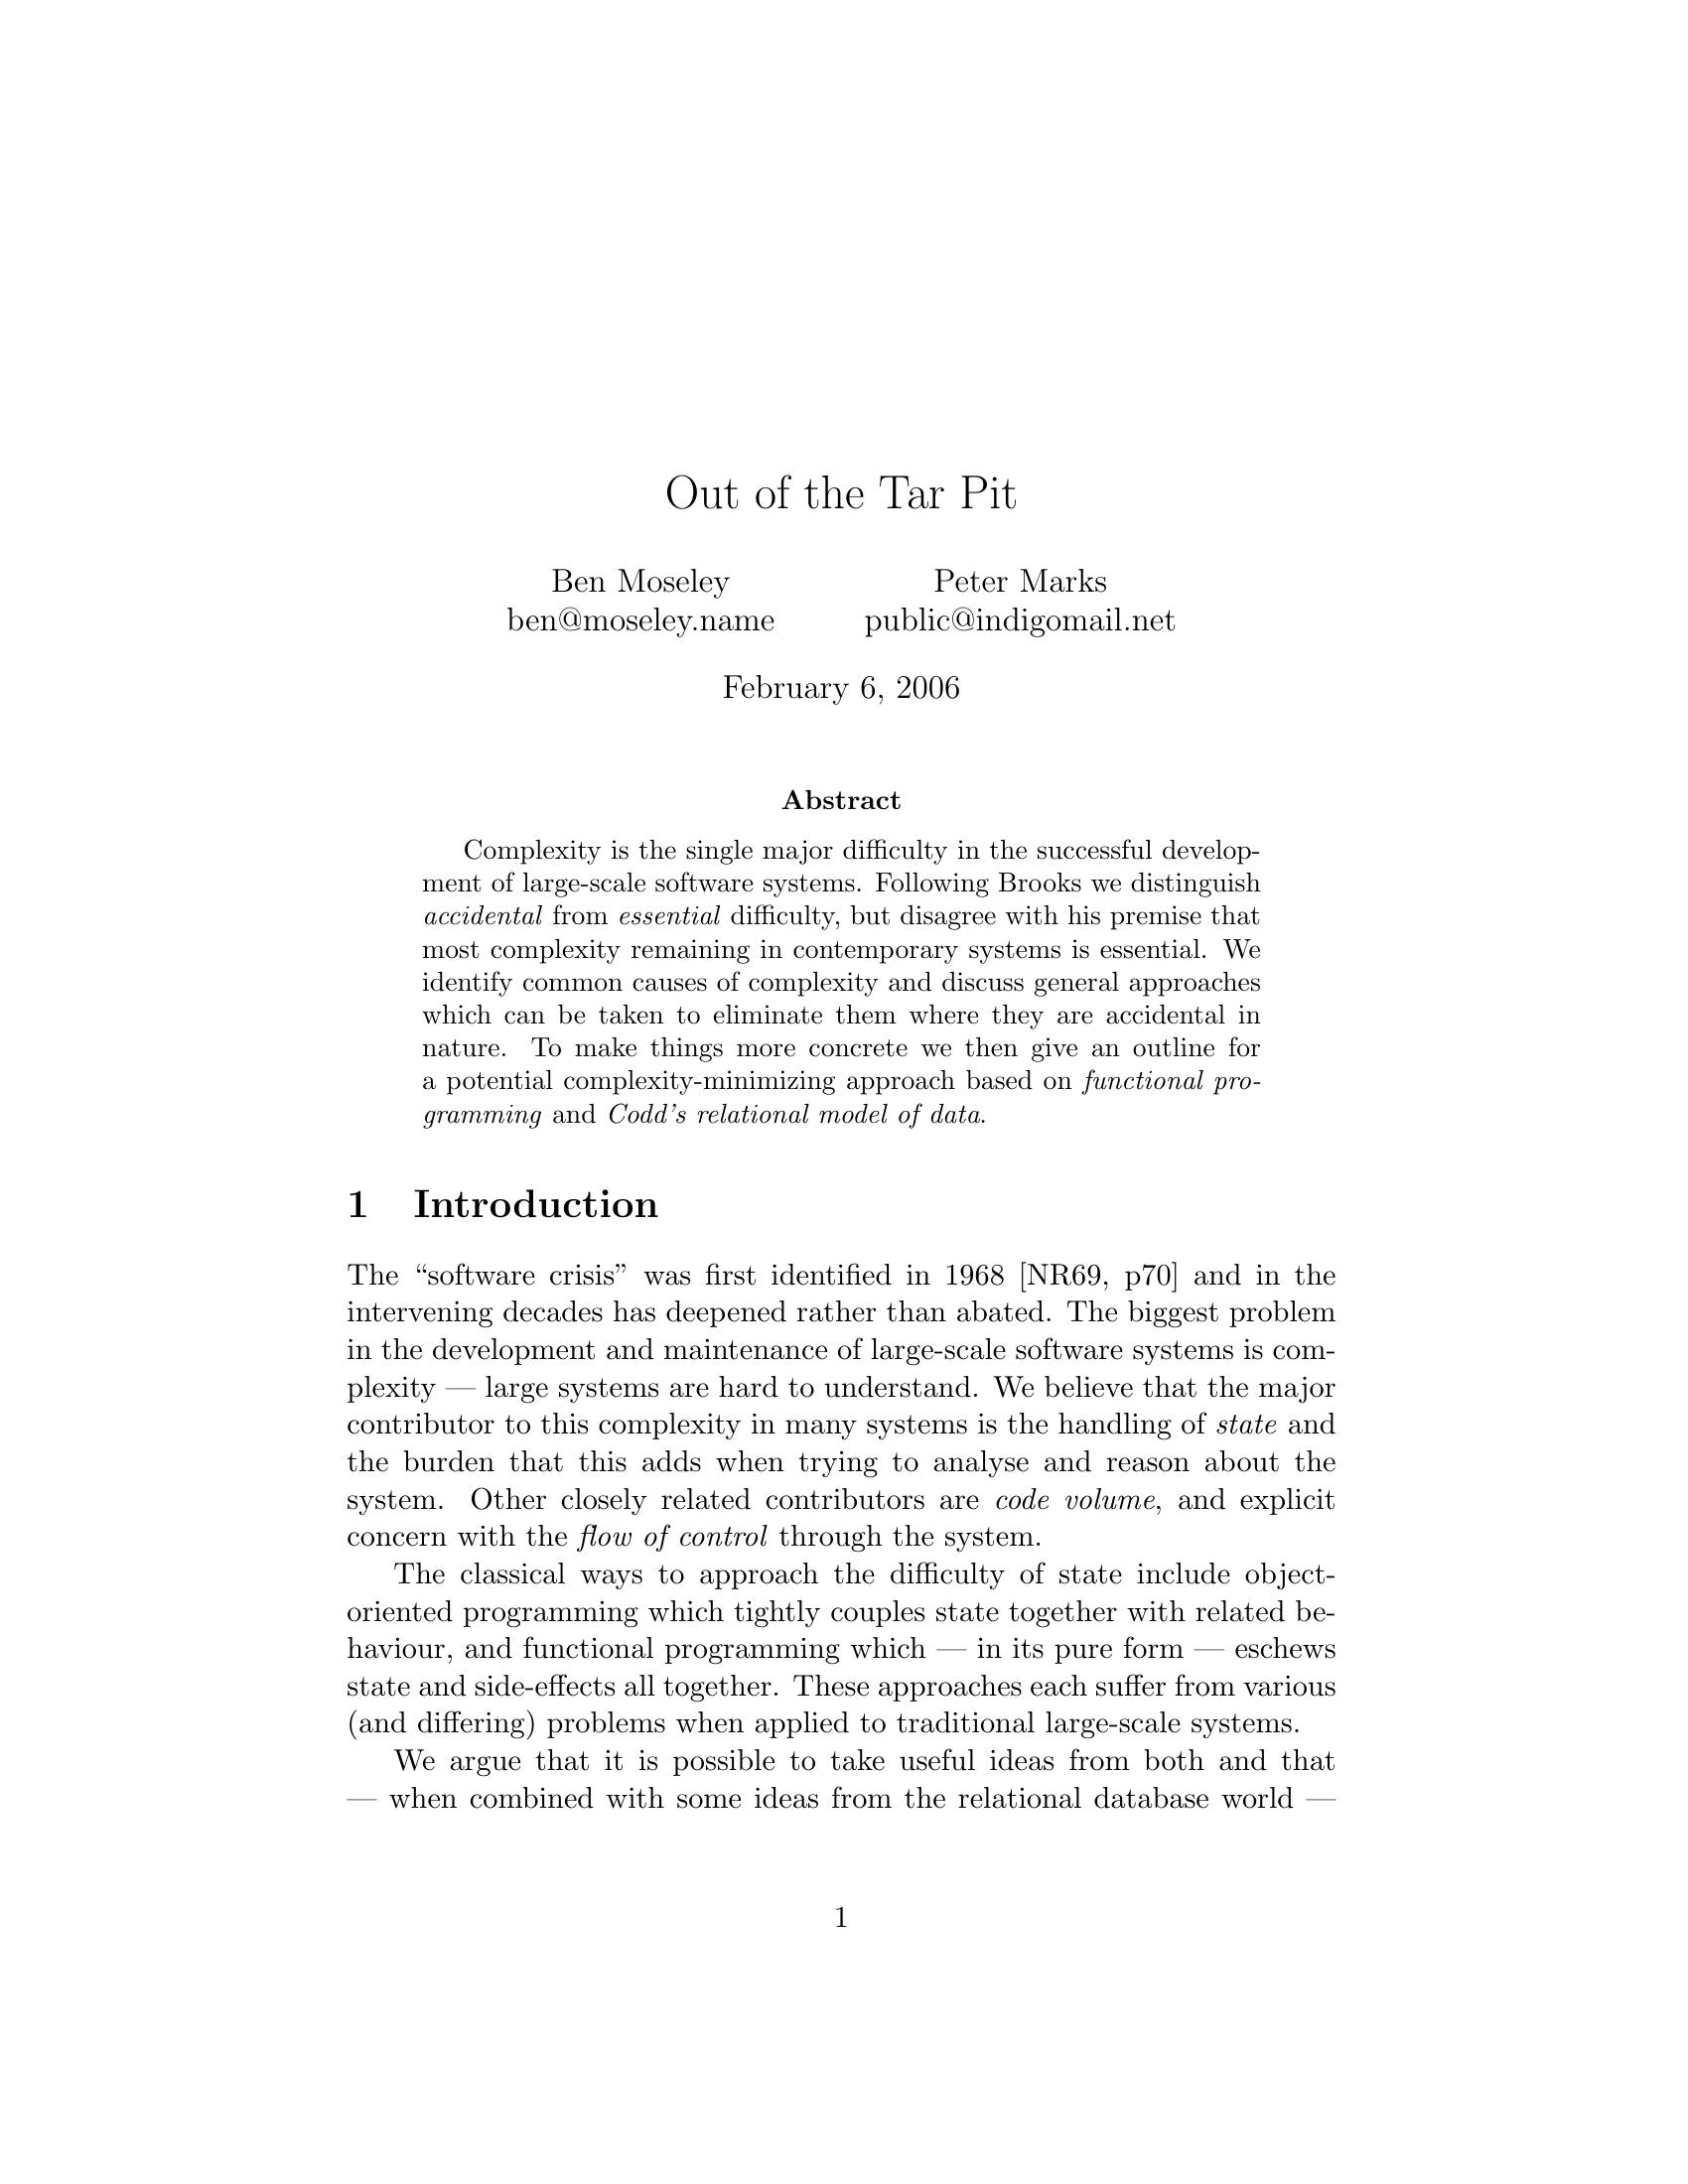 Out of the Tar Pit
Ben Moseley
ben@moseley.name
Peter Marks
public@indigomail.net
February 6, 2006
Abstract
Complexity is the single major difficulty in the successful develop-
ment of large-scale software systems. Following Brooks we distinguish
accidental from essential difficulty, but disagree with his premise that
most complexity remaining in contemporary systems is essential. We
identify common causes of complexity and discuss general approaches
which can be taken to eliminate them where they are accidental in
nature. To make things more concrete we then give an outline for
a potential complexity-minimizing approach based on functional pro-
gramming and Codd's relational model of data.
1 Introduction
The “software crisis” was first identified in 1968 [NR69, p70] and in the
intervening decades has deepened rather than abated. The biggest problem
in the development and maintenance of large-scale software systems is com-
plexity — large systems are hard to understand. We believe that the major
contributor to this complexity in many systems is the handling of state and
the burden that this adds when trying to analyse and reason about the
system. Other closely related contributors are code volume, and explicit
concern with the flow of control through the system.
The classical ways to approach the difficulty of state include object-
oriented programming which tightly couples state together with related be-
haviour, and functional programming which — in its pure form — eschews
state and side-effects all together. These approaches each suffer from various
(and differing) problems when applied to traditional large-scale systems.
We argue that it is possible to take useful ideas from both and that
— when combined with some ideas from the relational database world —
1